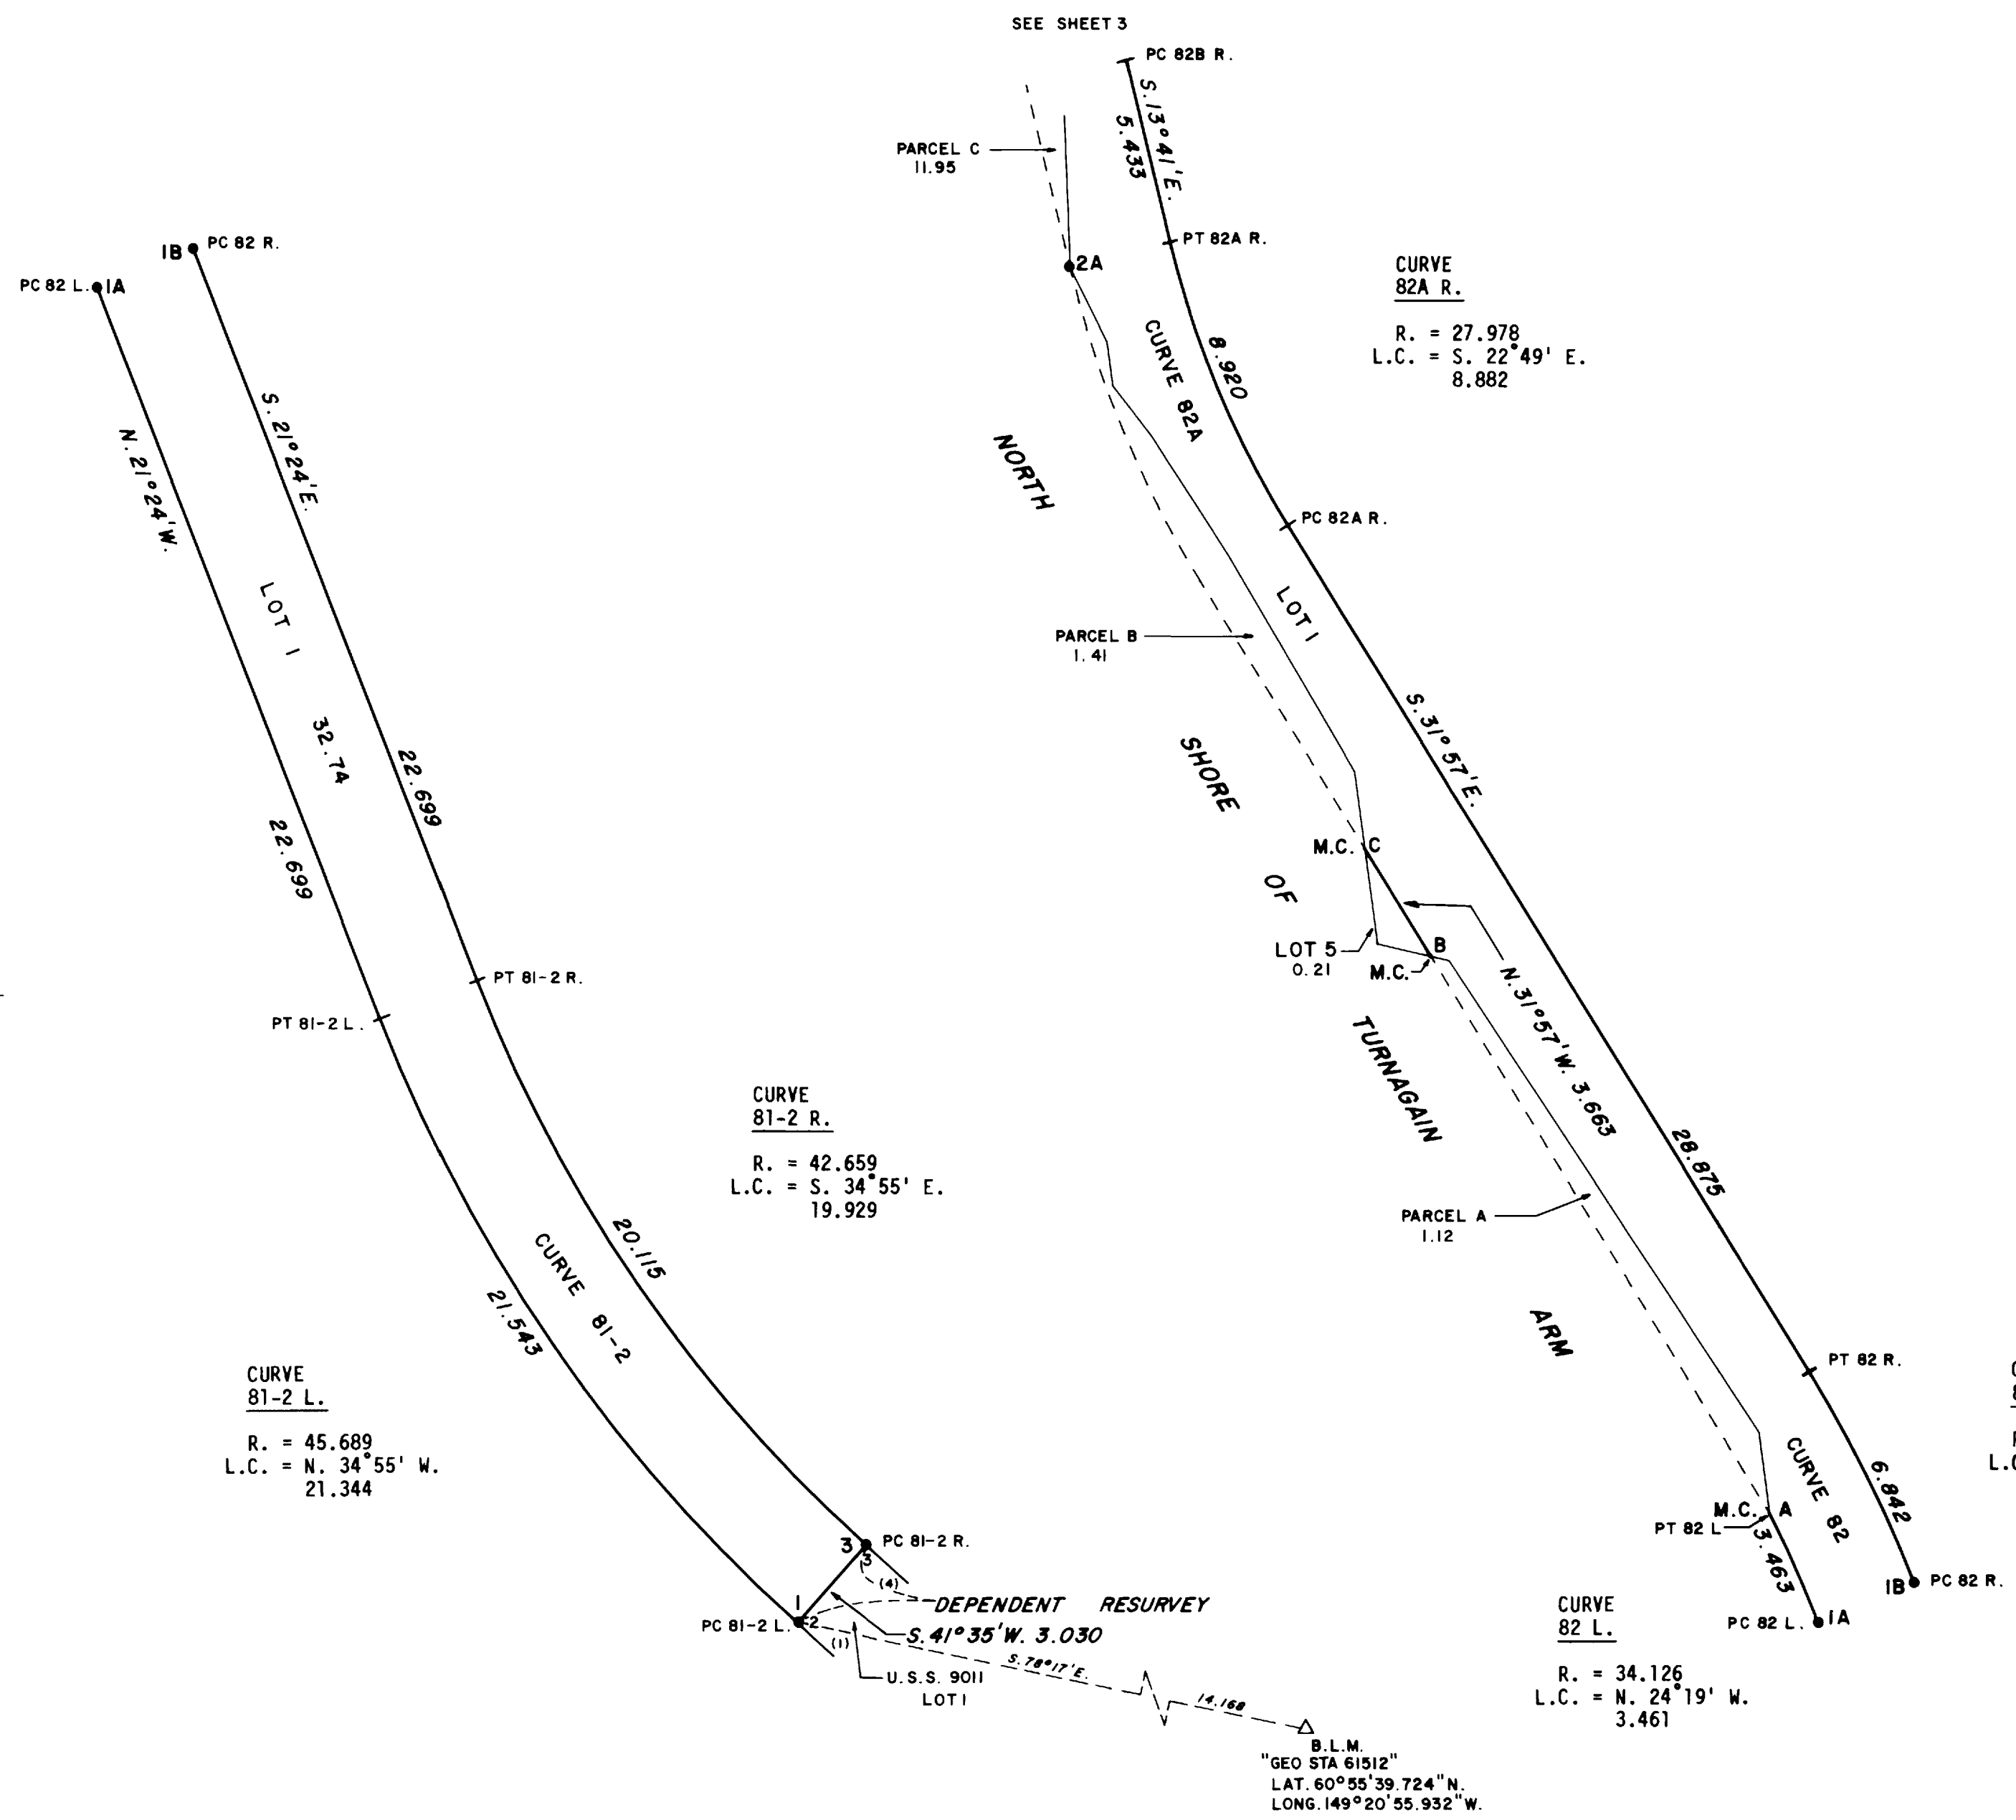 SEE SHEET 3
PC 82B R.
S. 13°41'E.
5.433
PARCEL C
11.95
PT 82A R.
2A
1B
PC 82 R.
PC 82 L.
1A
CURVE
82A R.
R. = 27.978
L.C. = S. 22°49' E.
8.882
CURVE 82A
8.920
S. 21°24'E.
N. 21°24'W.
NORTH
PC 82A R.
LOT 1
32.74
LOT 1
PARCEL B
1.41
S. 31°57'E.
22.699
22.699
SHORE
M.C. C
OF
LOT 5
0.21
B
M.C.
N. 31°57'W. 3.663
PT 81-2 R.
PT 81-2 L.
TURNAGAIN
CURVE
81-2 R.
R. = 42.659
L.C. = S. 34°55' E.
19.929
28.875
PARCEL A
1.12
20.115
CURVE 81-2
21.543
ARM
CURVE
81-2 L.
R. = 45.689
L.C. = N. 34°55' W.
21.344
PT 82 R.
CURVE 82
6.842
M.C. A
PT 82 L
3.463
3
3
PC 81-2 R.
(4)
1B
PC 82 R.
DEPENDENT RESURVEY
1
2
PC 81-2 L.
(1)
S. 41°35'W. 3.030
U.S.S. 9011
LOT 1
S. 78°17'E.
14.168
PC 82 L.
1A
CURVE
82 L.
R. = 34.126
L.C. = N. 24°19' W.
3.461
B.L.M.
"GEO STA 61512"
LAT. 60°55'39.724"N.
LONG. 149°20'55.932"W.